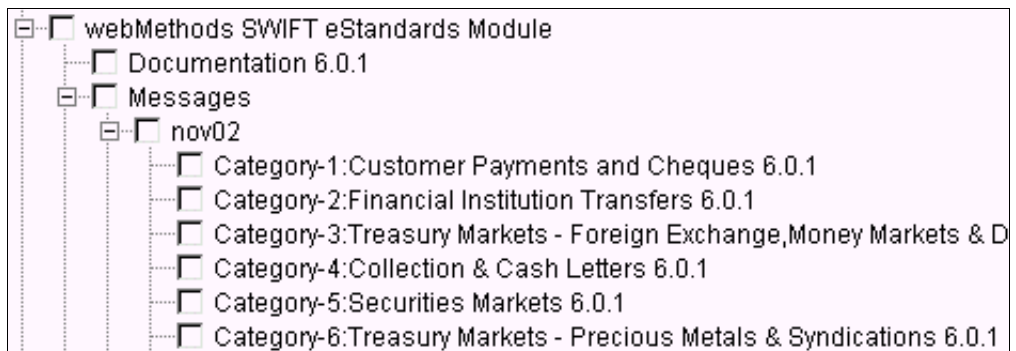 webMethods SWIFT eStandards Module
Documentation 6.0.1
Messages
nov02
Category-1:Customer Payments and Cheques 6.0.1
Category-2:Financial Institution Transfers 6.0.1
Category-3:Treasury Markets - Foreign Exchange,Money Markets & D
Category-4:Collection & Cash Letters 6.0.1
Category-5:Securities Markets 6.0.1
Category-6:Treasury Markets - Precious Metals & Syndications 6.0.1